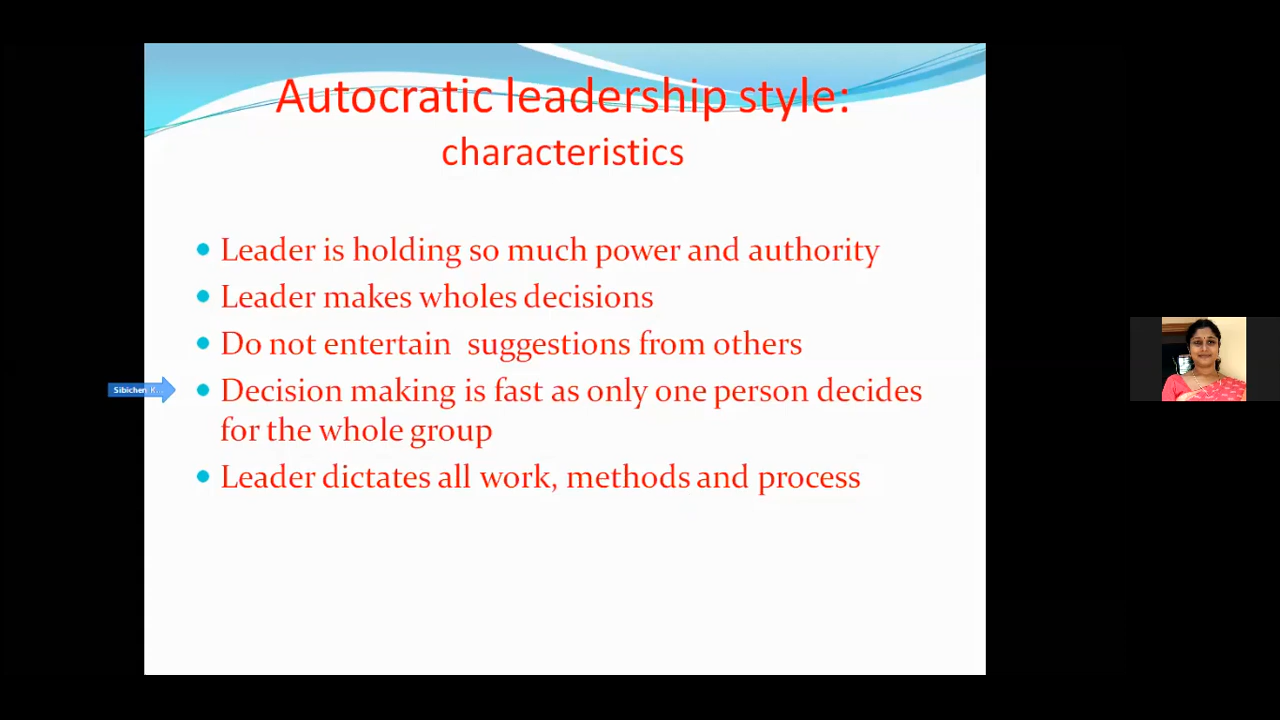 Autocratic leadership style:
characteristics
Leader is holding so much power and authority
Leader makes wholes decisions
Do not entertain  suggestions from others
Sibichen K...
Decision making is fast as only one person decides
for the whole group
Leader dictates all work, methods and process